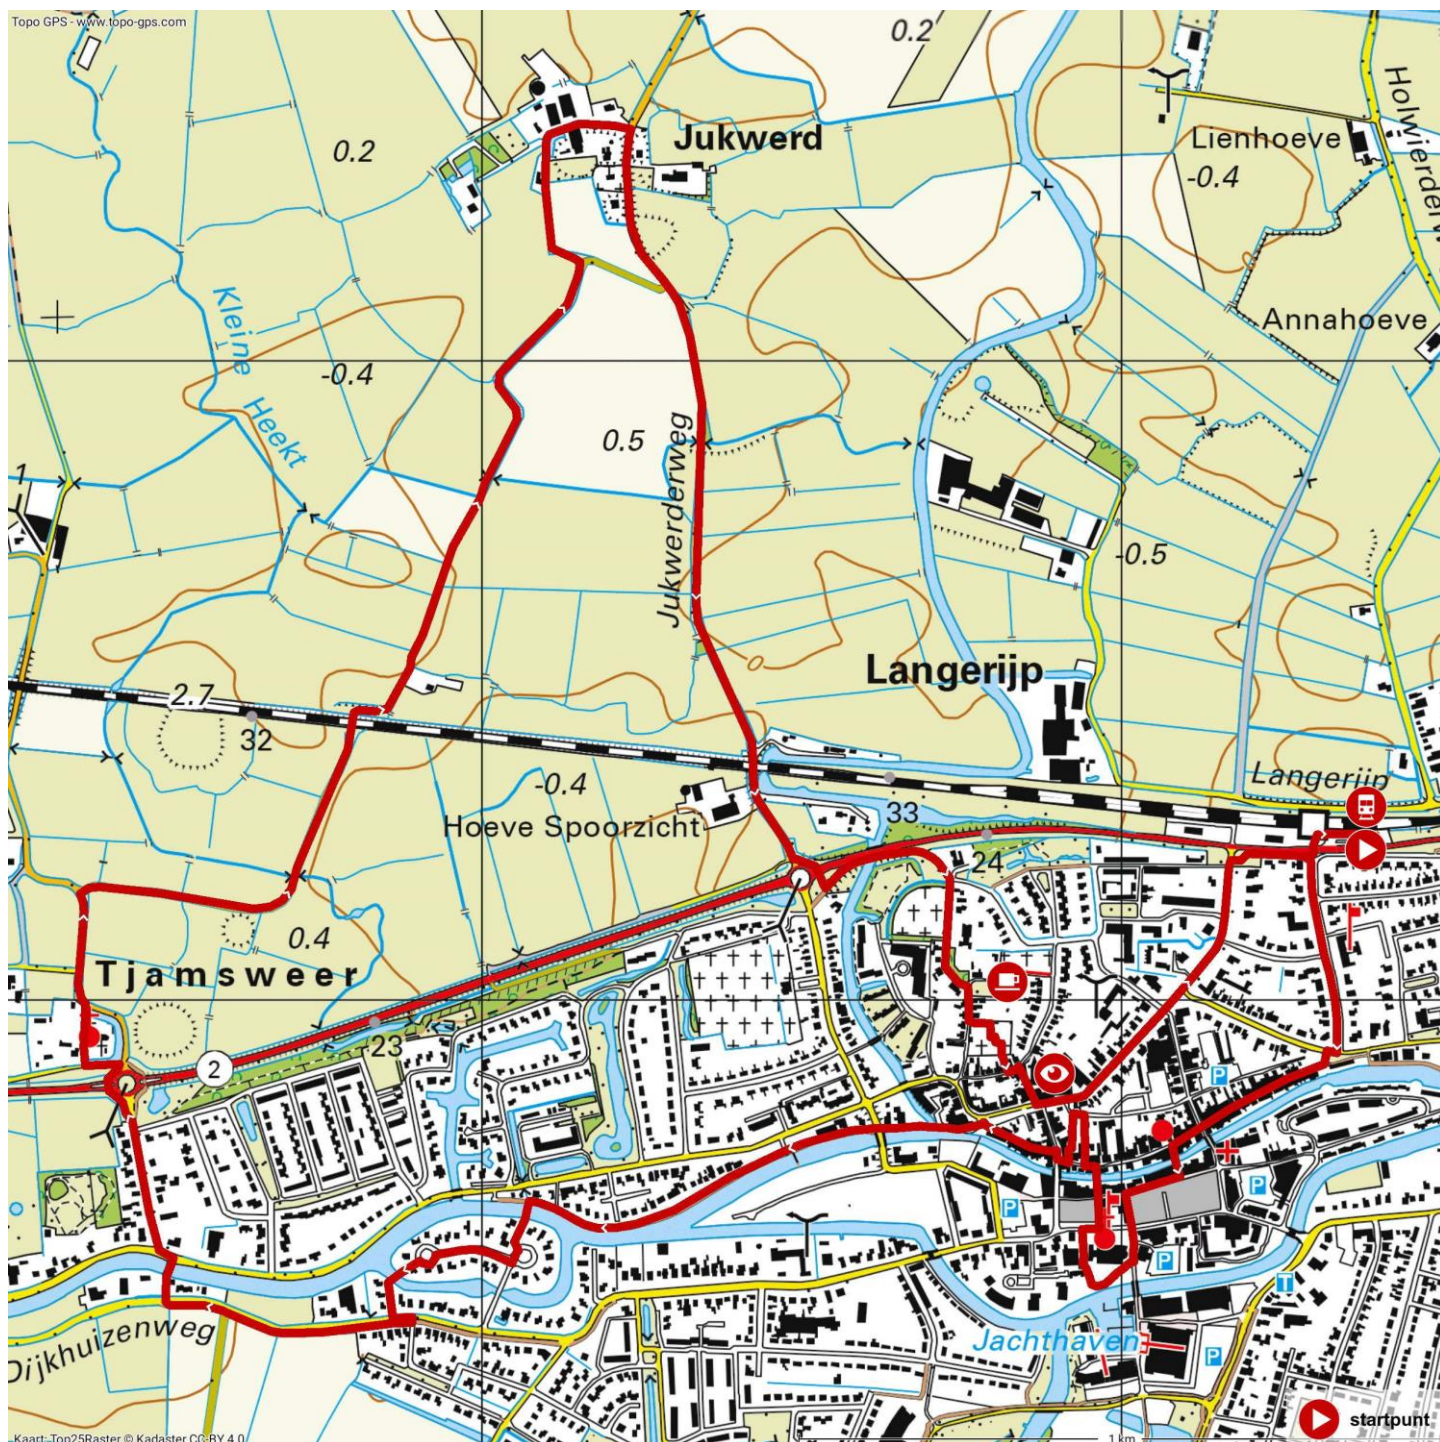 Topo GPS - www.topo-gps.com
0.2
Jukwerd
Lienhoeve
-0.4
Holwierderw
0.2
Kleine
Heekt
-0.4
Annahoeve
0.5
Jukwerderweg
1
-0.5
Langerijp
2.7
32
-0.4
Hoeve Spoorzicht
33
Langerijp
24
0.4
Tjamsweer
23
2
P
P
P
P
T
Dijkhuizenweg
Jachthaven
P
startpunt
Kaart: Top25Raster © Kadaster CC-BY 4.0
1 km